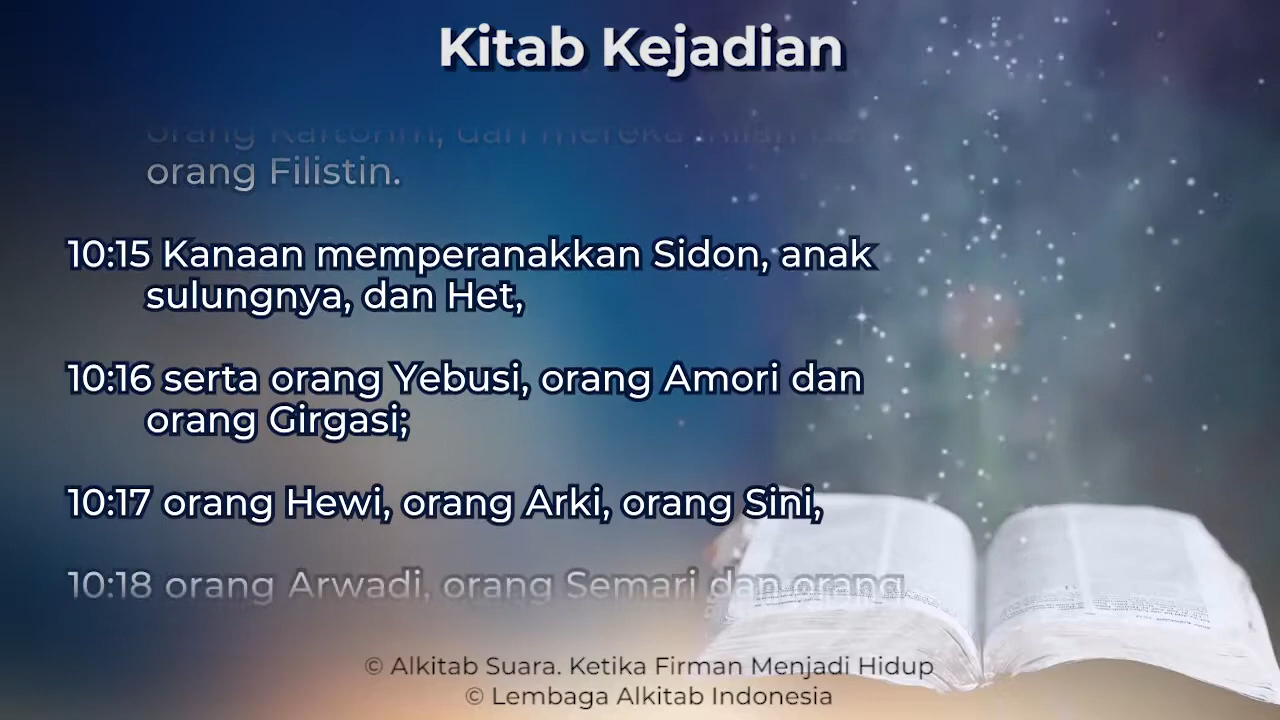 Kitab Kejadian
orang Filistin.
10:15 Kanaan memperanakkan Sidon, anak
sulungnya, dan Het,
10:16 serta orang Yebusi, orang Amori dan
orang Girgasi;
10:17 orang Hewi, orang Arki, orang Sini,
10:18 orang Arwadi, orang Semari dan orang
© Alkitab Suara. Ketika Firman Menjadi Hidup
© Lembaga Alkitab Indonesia